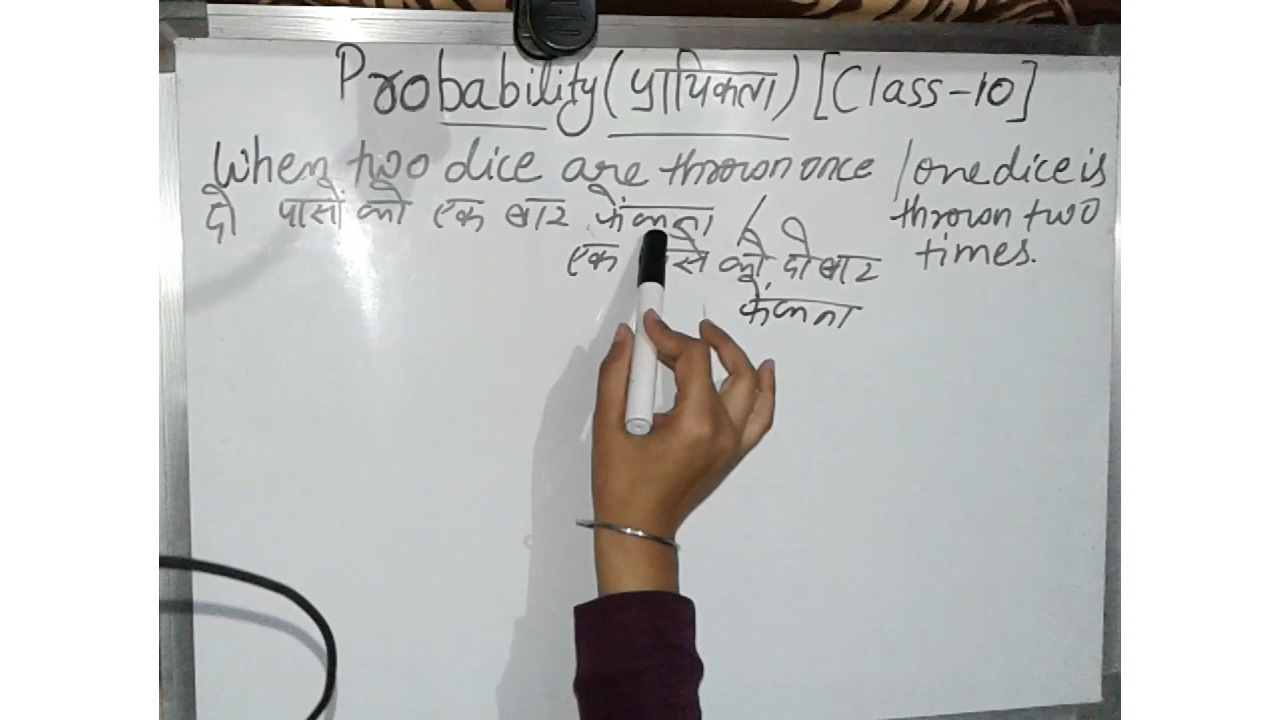 Probability (प्रायिकता) [Class-10]
When two dice are thrown once / one dice is thrown two times.
दो पासों को एक बार फेंकना /
एक से को दो बार
फेंकना